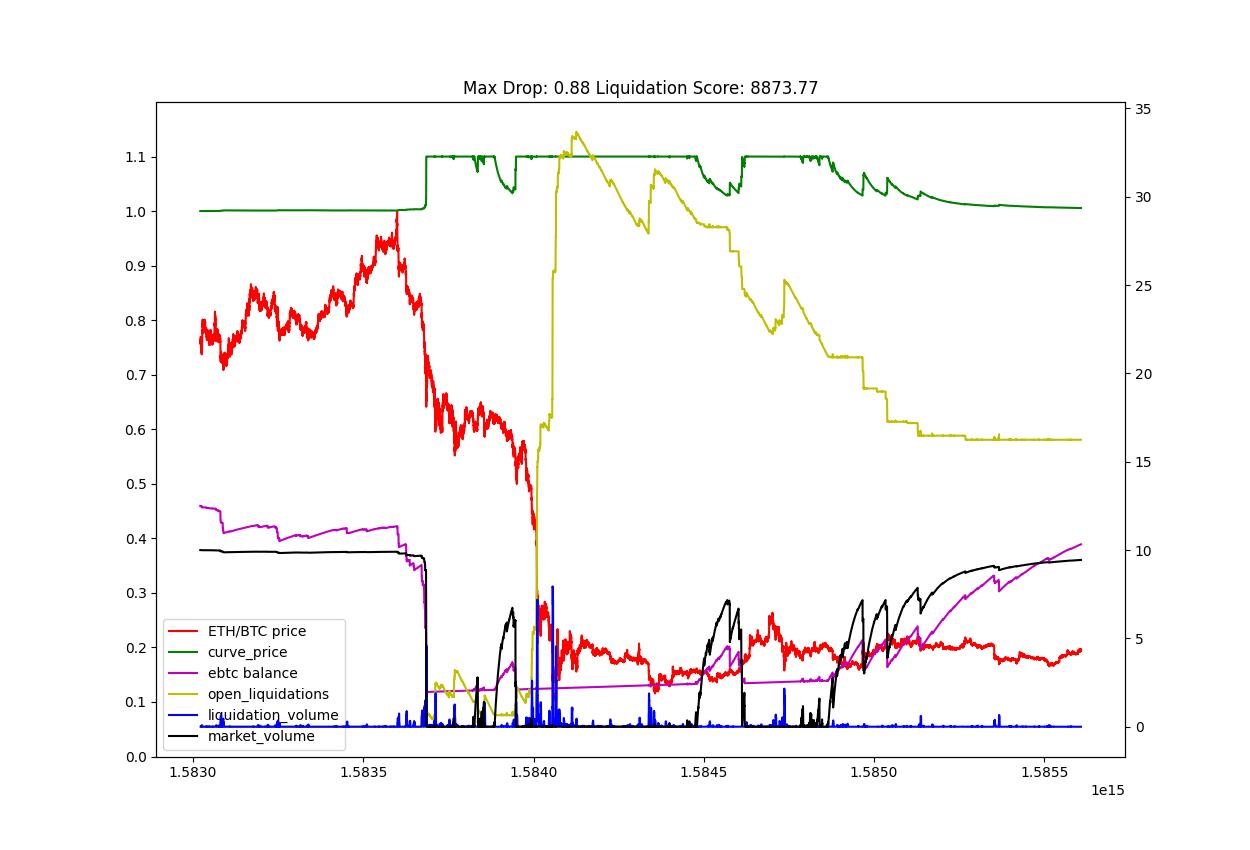 Max Drop: 0.88 Liquidation Score: 8873.77
1.1
1.0
0.9
0.8
0.7
0.6
0.5
0.4
0.3
0.2
0.1
0.0
35
30
25
20
15
10
5
0
ETH/BTC price
curve_price
ebtc balance
open_liquidations
liquidation_volume
market_volume
1.5830 1.5835 1.5840 1.5845 1.5850 1.5855
1e15